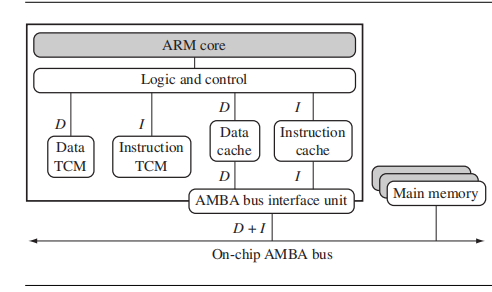 ARM core
Logic and control
D
I
D
I
Data
TCM
Instruction
TCM
Data
cache
Instruction
cache
D
I
Main memory
AMBA bus interface unit
D + I
On-chip AMBA bus